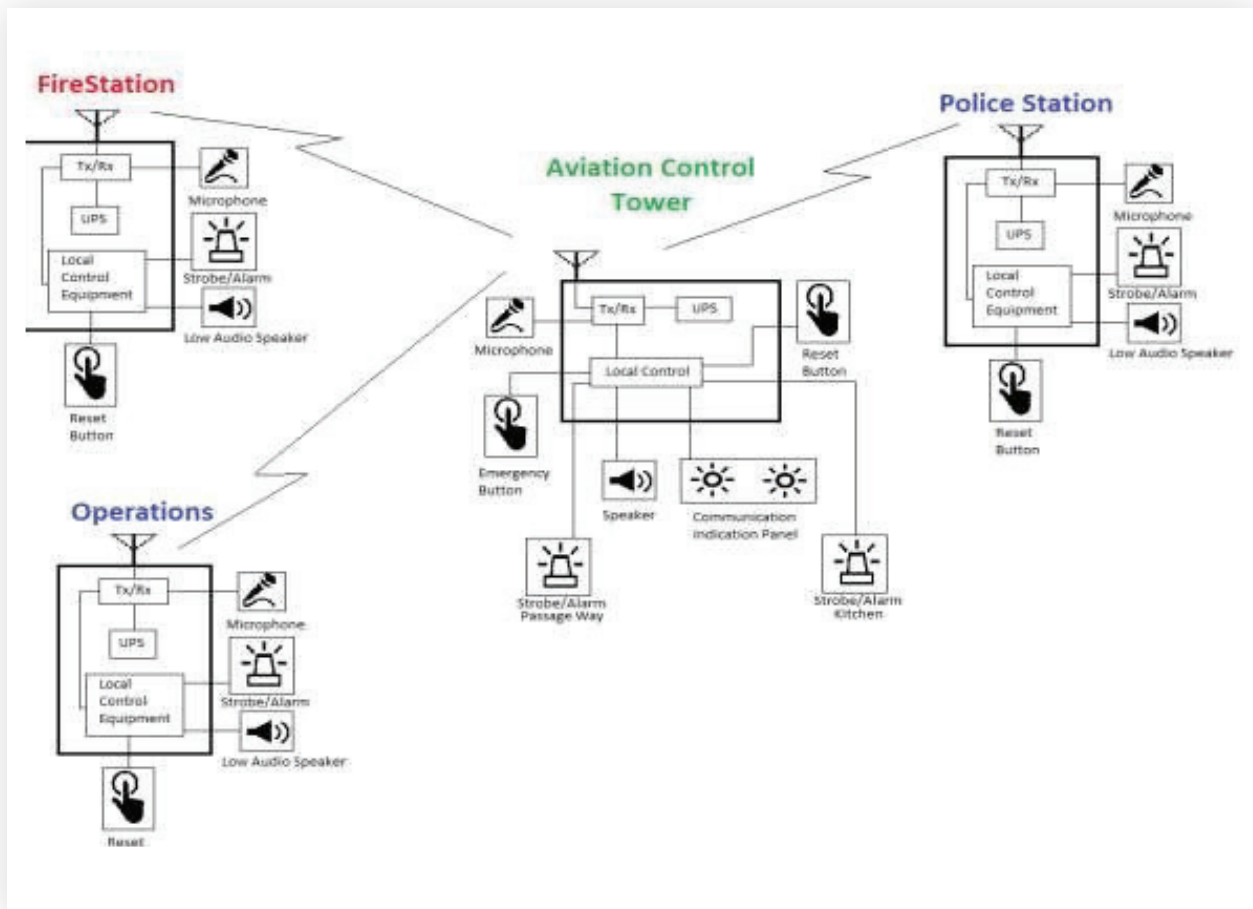 FireStation
Tx/Rx
Microphone
UPS
Strobe/Alarm
Local
Control
Equipment
Low Audio Speaker
Reset
Button
Aviation Control
Tower
Tx/Rx
UPS
Microphone
Reset
Button
Local Control
Emergency
Button
Speaker
Communication
Indication Panel
Strobe/Alarm
Passage Way
Strobe/Alarm
Kitchen
Police Station
Tx/Rx
Microphone
UPS
Strobe/Alarm
Local
Control
Equipment
Low Audio Speaker
Reset
Button
Operations
Tx/Rx
Microphone
UPS
Strobe/Alarm
Local
Control
Equipment
Low Audio Speaker
Reset